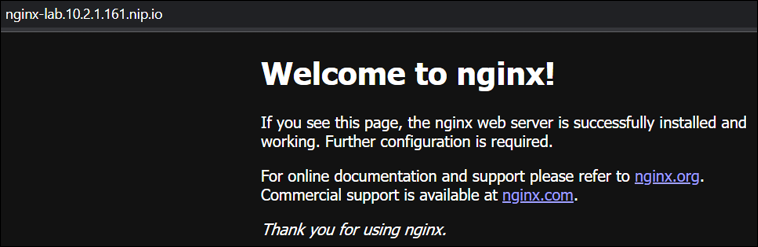 nginx-lab.10.2.1.161.nip.io
Welcome to nginx!
If you see this page, the nginx web server is successfully installed and
working. Further configuration is required.
For online documentation and support please refer to nginx.org.
Commercial support is available at nginx.com.
Thank you for using nginx.